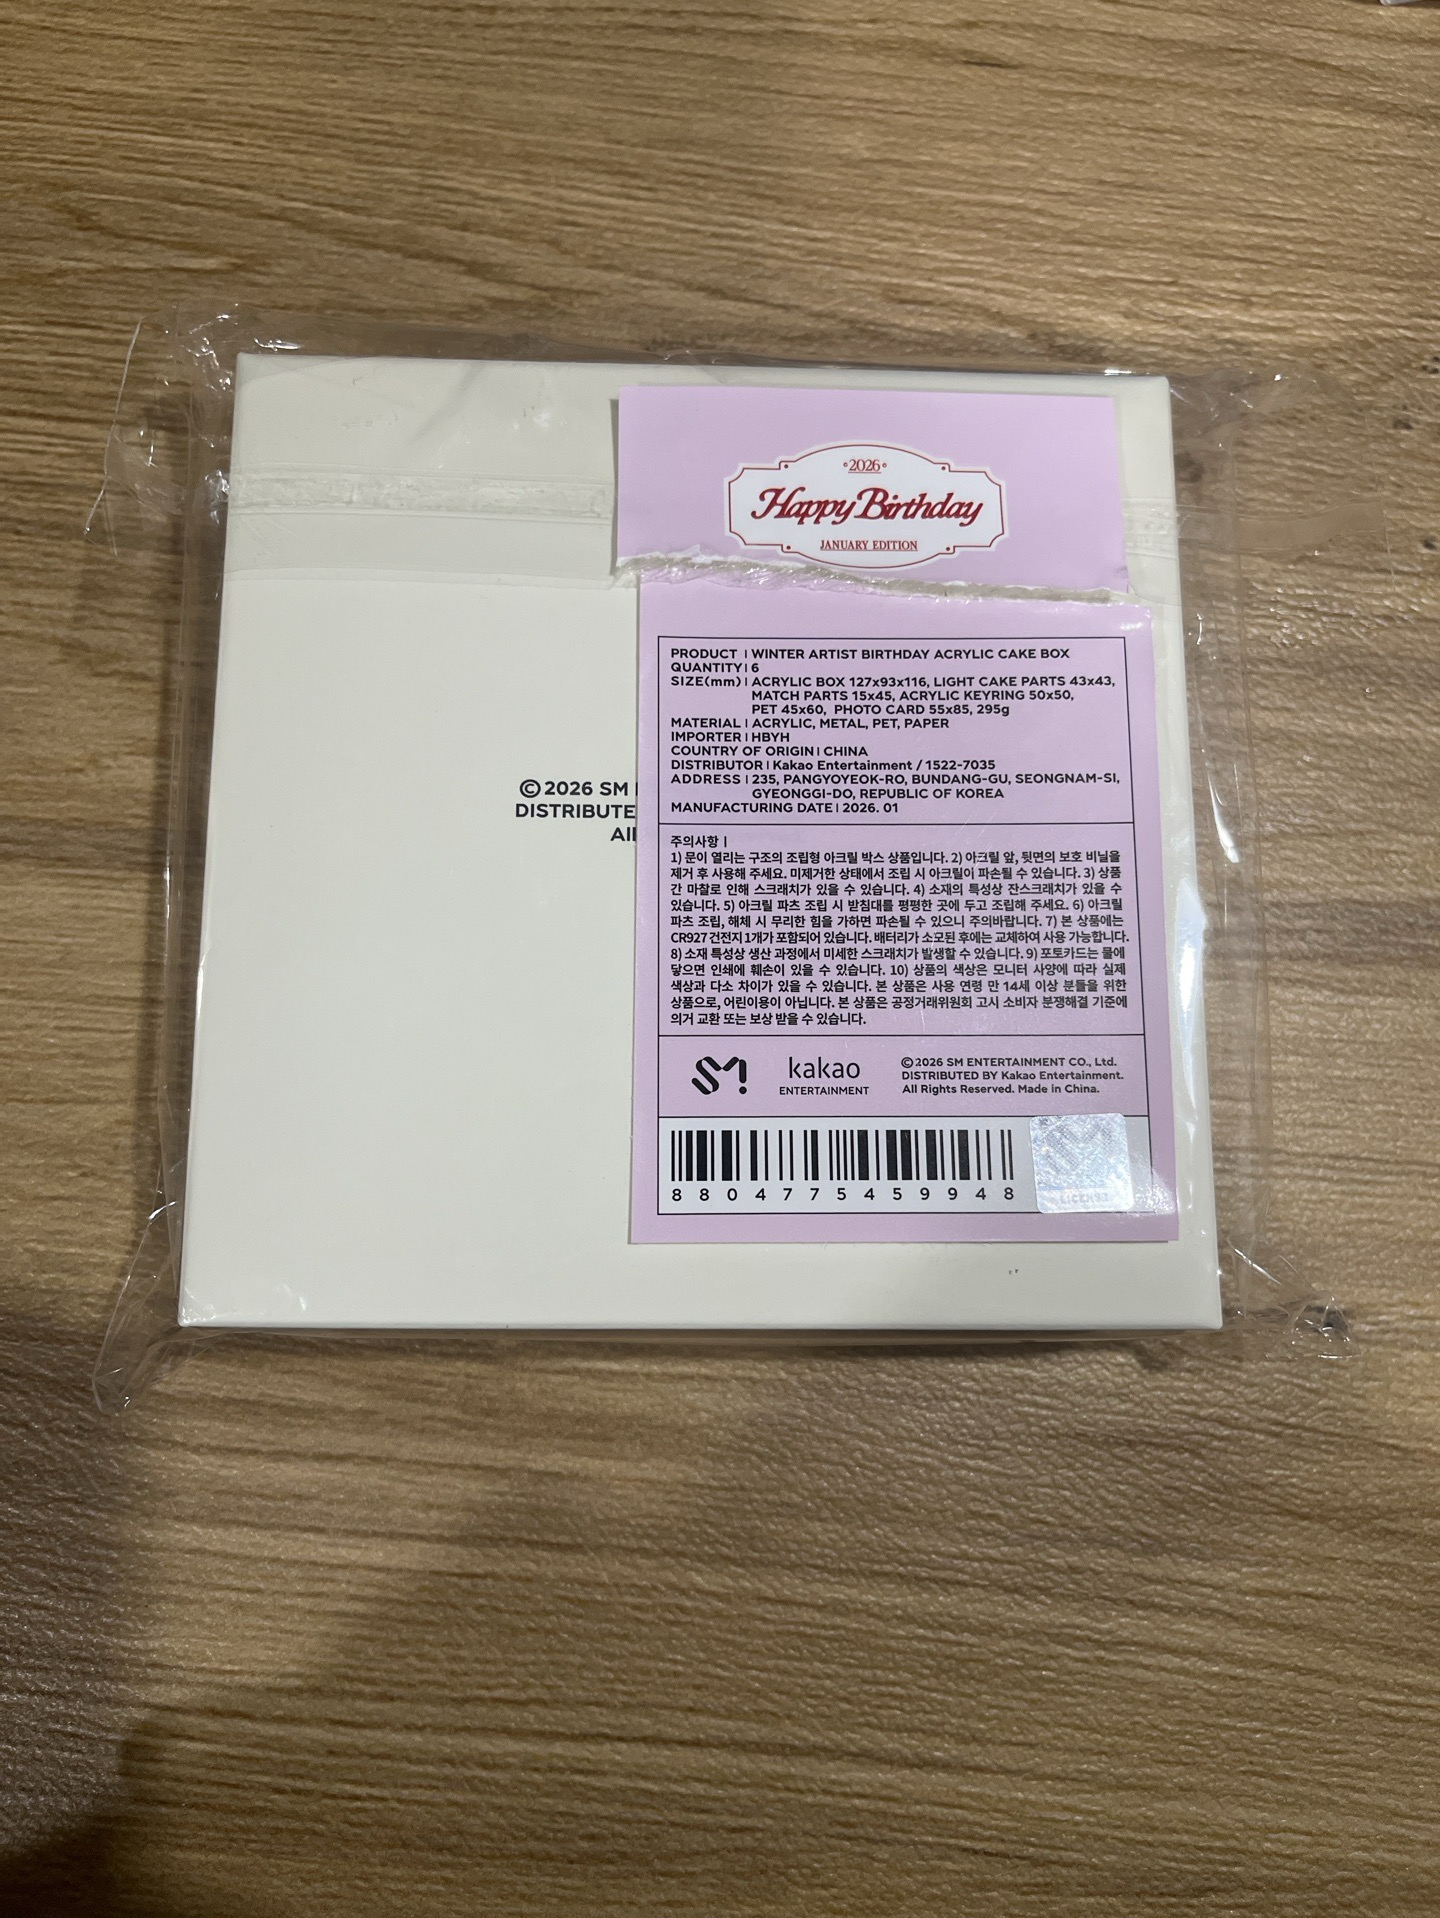 ◦2026◦
Happy Birthday
JANUARY EDITION
PRODUCT | WINTER ARTIST BIRTHDAY ACRYLIC CAKE BOX
QUANTITY | 6
SIZE(mm) | ACRYLIC BOX 127x93x116, LIGHT CAKE PARTS 43x43,
MATCH PARTS 15x45, ACRYLIC KEYRING 50x50,
PET 45x60, PHOTO CARD 55x85, 295g
MATERIAL | ACRYLIC, METAL, PET, PAPER
IMPORTER | HBYH
COUNTRY OF ORIGIN | CHINA
DISTRIBUTOR | Kakao Entertainment / 1522-7035
ADDRESS | 235, PANGYOYEOK-RO, BUNDANG-GU, SEONGNAM-SI,
GYEONGGI-DO, REPUBLIC OF KOREA
MANUFACTURING DATE | 2026. 01
©2026 SM
DISTRIBUTE
All
주의사항 |
1) 문이 열리는 구조의 조립형 아크릴 박스 상품입니다. 2) 아크릴 앞, 뒷면의 보호 비닐을
제거 후 사용해 주세요. 미제거한 상태에서 조립 시 아크릴이 파손될 수 있습니다. 3) 상품
간 마찰로 인해 스크래치가 있을 수 있습니다. 4) 소재의 특성상 잔스크래치가 있을 수
있습니다. 5) 아크릴 파츠 조립 시 받침대를 평평한 곳에 두고 조립해 주세요. 6) 아크릴
파츠 조립, 해체 시 무리한 힘을 가하면 파손될 수 있으니 주의바랍니다. 7) 본 상품에는
CR927 건전지 1개가 포함되어 있습니다. 배터리가 소모된 후에는 교체하여 사용 가능합니다.
8) 소재 특성상 생산 과정에서 미세한 스크래치가 발생할 수 있습니다. 9) 포토카드는 물에
닿으면 인쇄에 훼손이 있을 수 있습니다. 10) 상품의 색상은 모니터 사양에 따라 실제
색상과 다소 차이가 있을 수 있습니다. 본 상품은 사용 연령 만 14세 이상 분들을 위한
상품으로, 어린이용이 아닙니다. 본 상품은 공정거래위원회 고시 소비자 분쟁해결 기준에
의거 교환 또는 보상 받을 수 있습니다.
SM!
kakao
ENTERTAINMENT
©2026 SM ENTERTAINMENT CO., Ltd.
DISTRIBUTED BY Kakao Entertainment.
All Rights Reserved. Made in China.
8804775459948